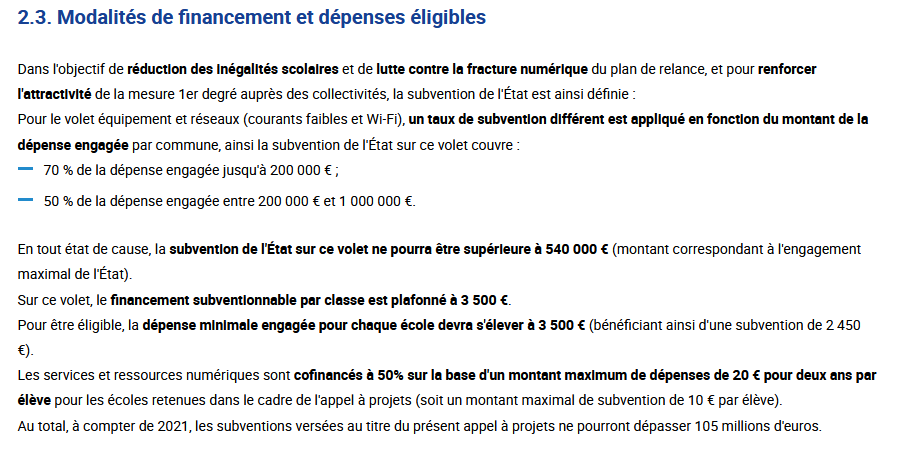 2.3. Modalités de financement et dépenses éligibles
Dans l'objectif de réduction des inégalités scolaires et de lutte contre la fracture numérique du plan de relance, et pour renforcer
l'attractivité de la mesure 1er degré auprès des collectivités, la subvention de l'État est ainsi définie :
Pour le volet équipement et réseaux (courants faibles et Wi-Fi), un taux de subvention différent est appliqué en fonction du montant de la
dépense engagée par commune, ainsi la subvention de l'État sur ce volet couvre :
70 % de la dépense engagée jusqu'à 200 000 € ;
50 % de la dépense engagée entre 200 000 € et 1 000 000 €.
En tout état de cause, la subvention de l'État sur ce volet ne pourra être supérieure à 540 000 € (montant correspondant à l'engagement
maximal de l'État).
Sur ce volet, le financement subventionnable par classe est plafonné à 3 500 €.
Pour être éligible, la dépense minimale engagée pour chaque école devra s'élever à 3 500 € (bénéficiant ainsi d'une subvention de 2 450
€).
Les services et ressources numériques sont cofinancés à 50% sur la base d'un montant maximum de dépenses de 20 € pour deux ans par
élève pour les écoles retenues dans le cadre de l'appel à projets (soit un montant maximal de subvention de 10 € par élève).
Au total, à compter de 2021, les subventions versées au titre du présent appel à projets ne pourront dépasser 105 millions d'euros.